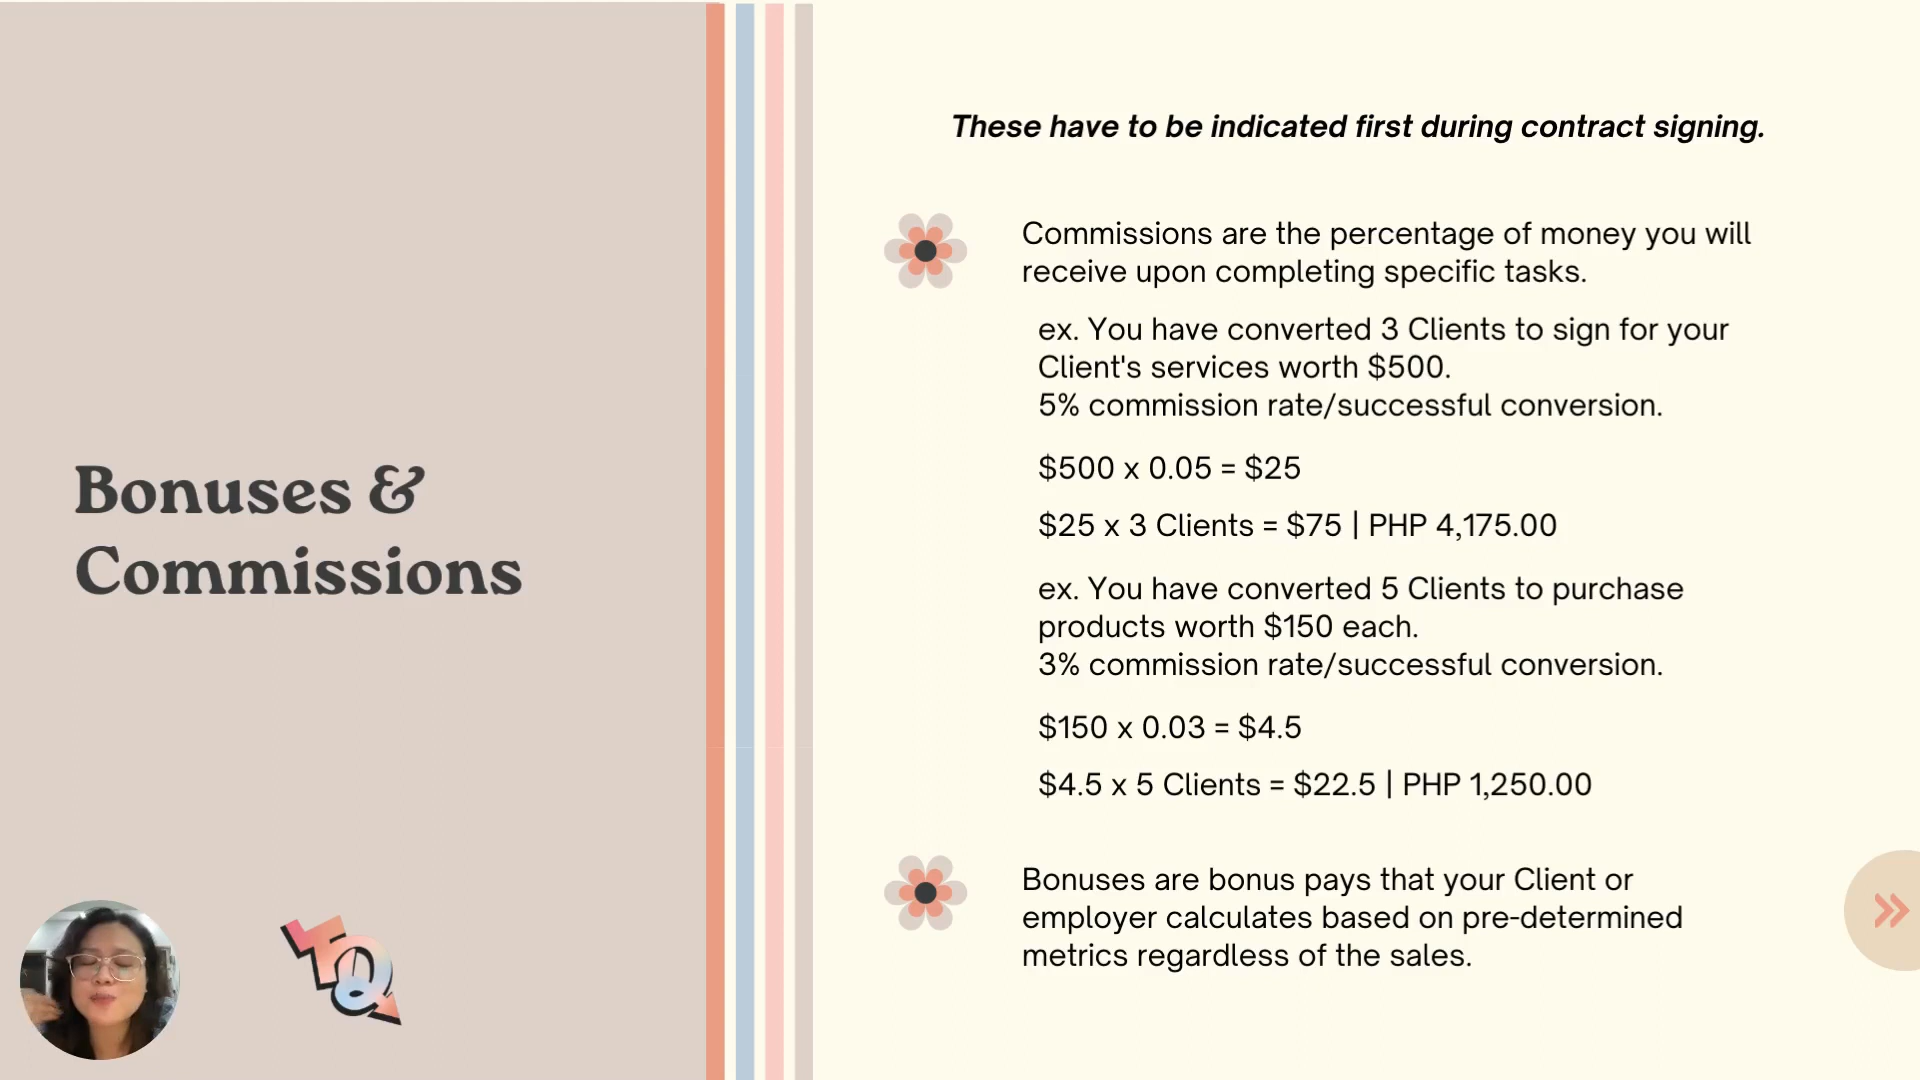 Bonuses &
Commissions
TQ
These have to be indicated first during contract signing.
Commissions are the percentage of money you will
receive upon completing specific tasks.
ex. You have converted 3 Clients to sign for your
Client's services worth $500.
5% commission rate/successful conversion.
$500 x 0.05 = $25
$25 x 3 Clients = $75 | PHP 4,175.00
ex. You have converted 5 Clients to purchase
products worth $150 each.
3% commission rate/successful conversion.
$150 x 0.03 = $4.5
$4.5 x 5 Clients = $22.5 | PHP 1,250.00
Bonuses are bonus pays that your Client or
employer calculates based on pre-determined
metrics regardless of the sales.